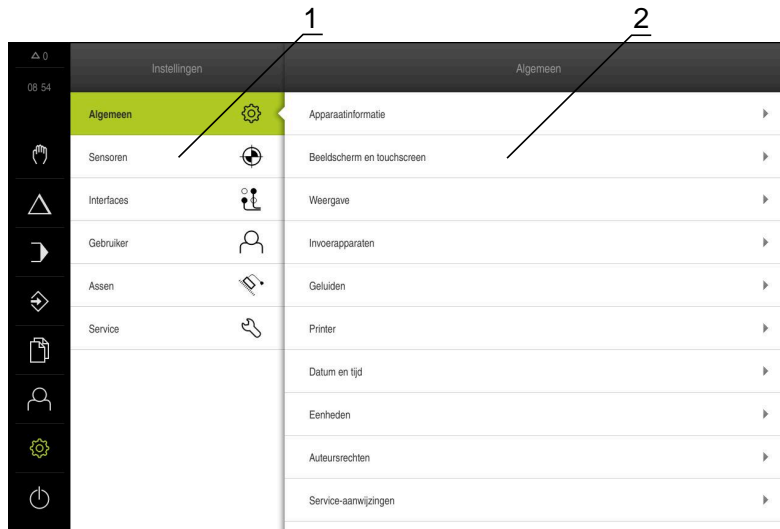 1
2
0
Instellingen
Algemeen
08 54
Algemeen
Apparaatinformatie
Sensoren
Beeldscherm en touchscreen
Interfaces
Weergave
Gebruiker
Invoerapparaten
Assen
Geluiden
Service
Printer
Datum en tijd
Eenheden
Auteursrechten
Service-aanwijzingen